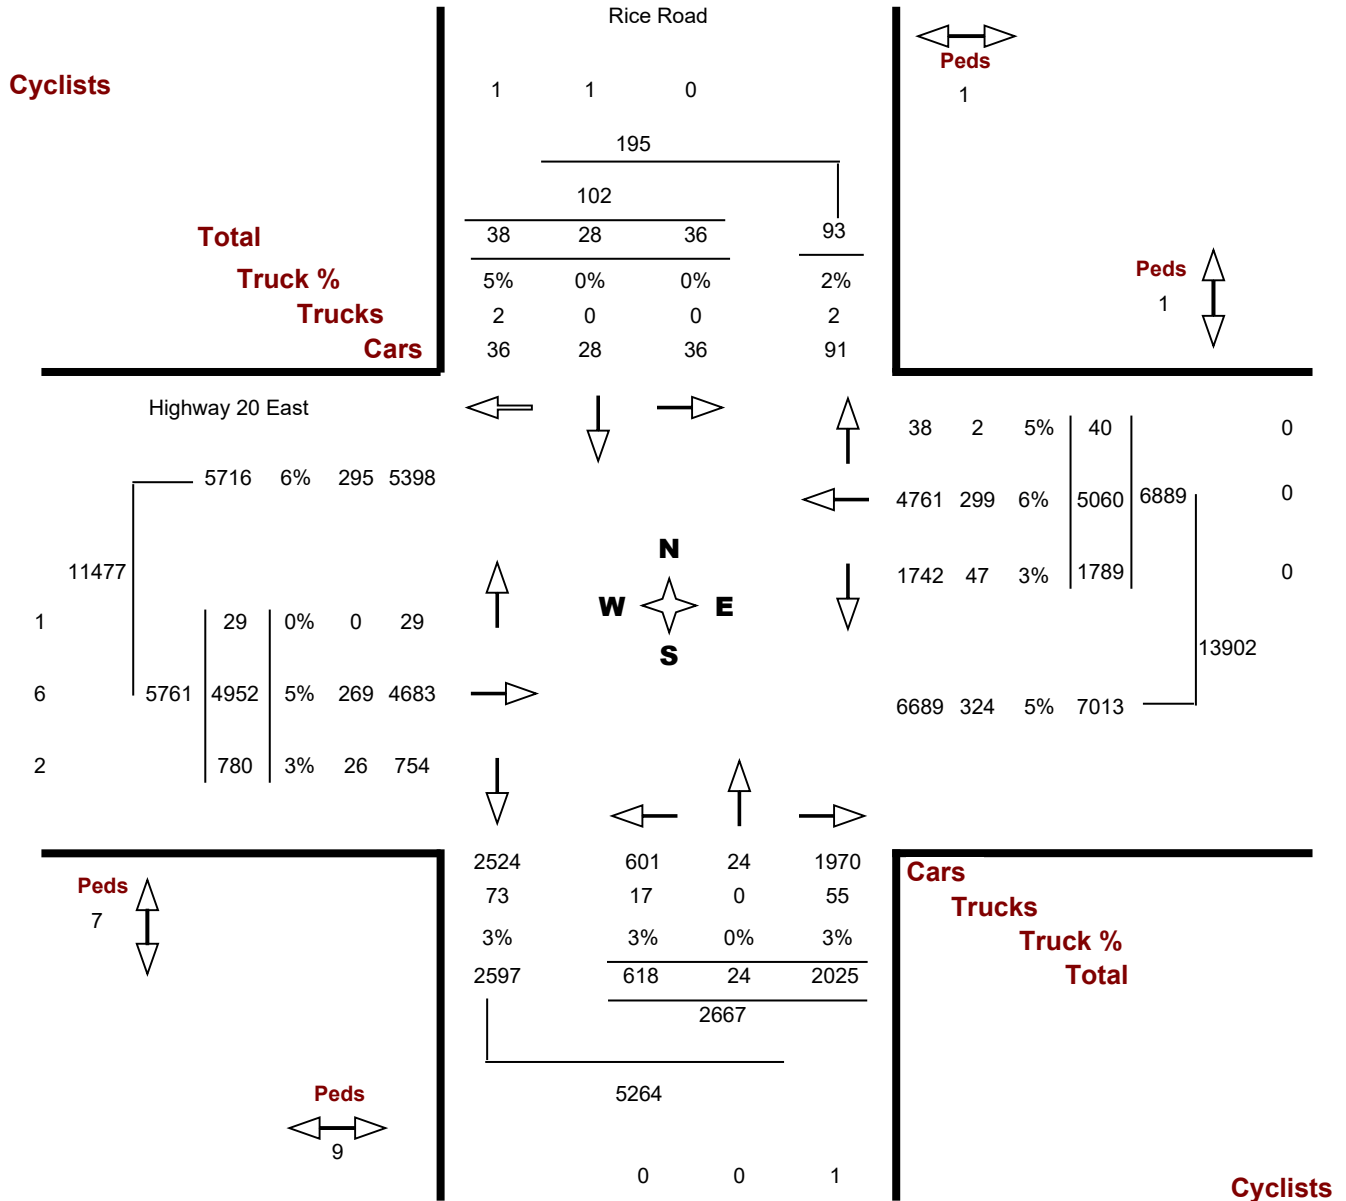 Rice Road
Peds
1
Cyclists
1 1 0
195
102
Total 38 28 36 93
Truck % 5% 0% 0% 2%
Trucks 2 0 0 2
Cars 36 28 36 91
Peds
1
Highway 20 East
38 2 5% 40 0
5716 6% 295 5398
4761 299 6% 5060 6889 0
11477
1742 47 3% 1789 0
N
W E
S
1 29 0% 0 29
13902
6 5761 4952 5% 269 4683
6689 324 5% 7013
2 780 3% 26 754
2524 601 24 1970 Cars
73 17 0 55 Trucks
3% 3% 0% 3% Truck %
2597 618 24 2025 Total
2667
Peds
7
5264
Peds
9
0 0 1
Cyclists